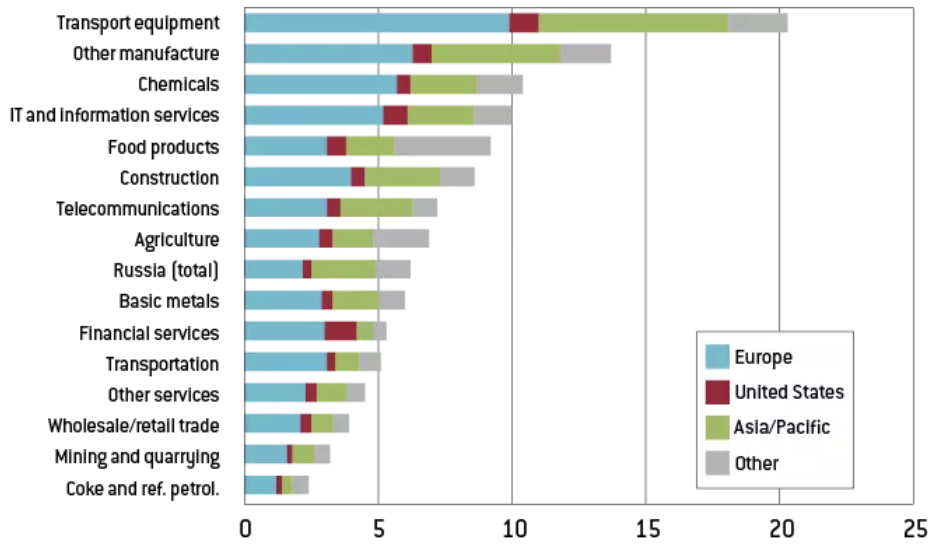 Transport equipment
Other manufacture
Chemicals
IT and information services
Food products
Construction
Telecommunications
Agriculture
Russia (total)
Basic metals
Financial services
Transportation
Other services
Wholesale/retail trade
Mining and quarrying
Coke and ref. petrol.
Europe
United States
Asia/Pacific
Other
0 5 10 15 20 25